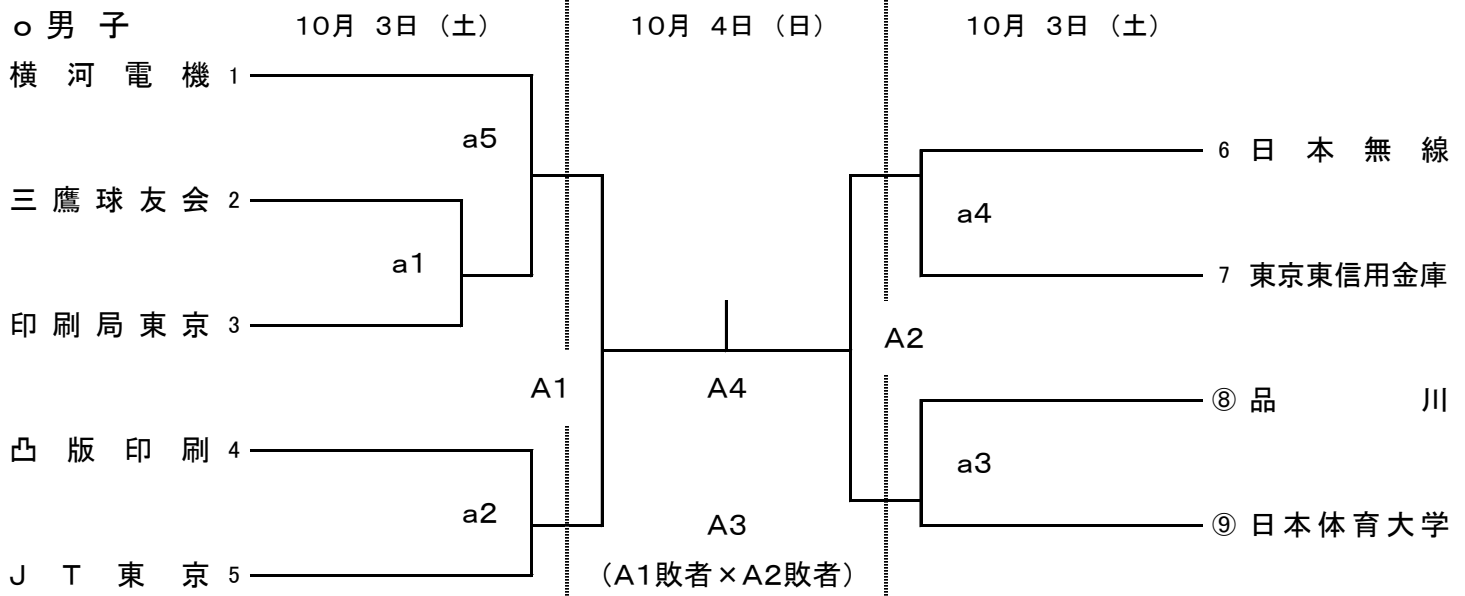 o 男 子 10月 3日 (土) 10月 4日 (日) 10月 3日 (土)
横 河 電 機 1
a5
6 日 本 無 線
三 鷹 球 友 会 2
a4
a1
7 東京東信用金庫
印 刷 局 東 京 3
A2
A1
A4
⑧ 品 川
凸 版 印 刷 4
a3
a2
A3
⑨ 日本体育大学
J T 東 京 5
(A1敗者×A2敗者)